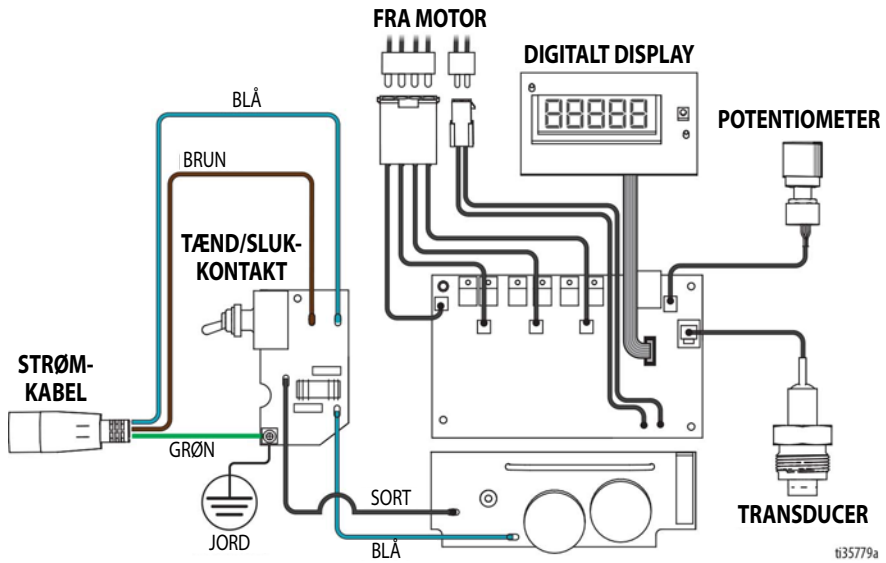 FRA MOTOR
DIGITALT DISPLAY
BLÅ
POTENTIOMETER
BRUN
TÆND/SLUK-
KONTAKT
STRØM-
KABEL
GRØN
SORT
JORD
BLÅ
TRANSDUCER
ti35779a